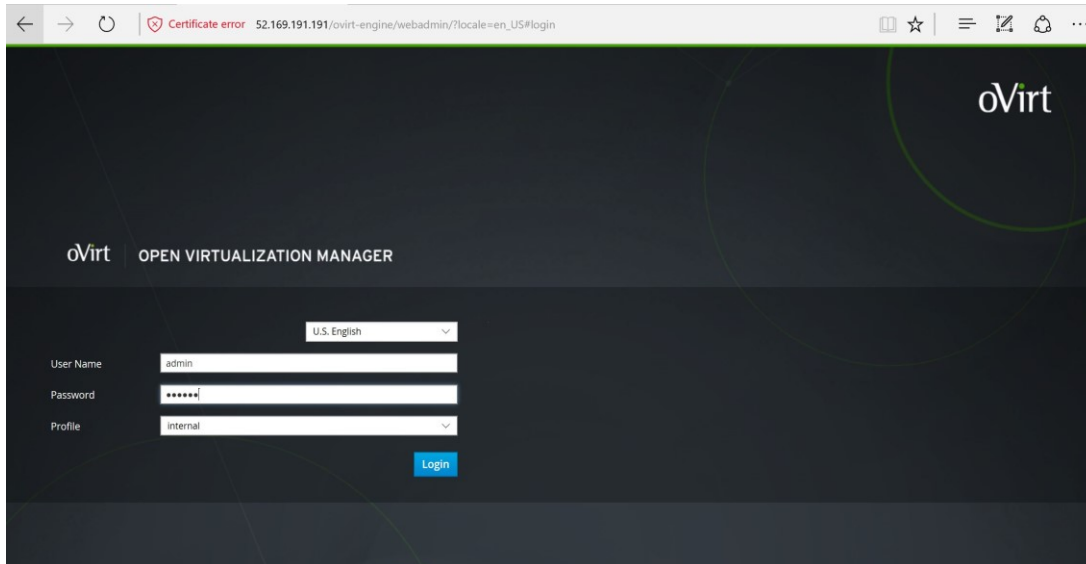 Certificate error 52.169.191.191/ovirt-engine/webadmin/?locale=en_US#login
oVirt
oVirt OPEN VIRTUALIZATION MANAGER
U.S. English
User Name admin
Password ••••••
Profile internal
Login